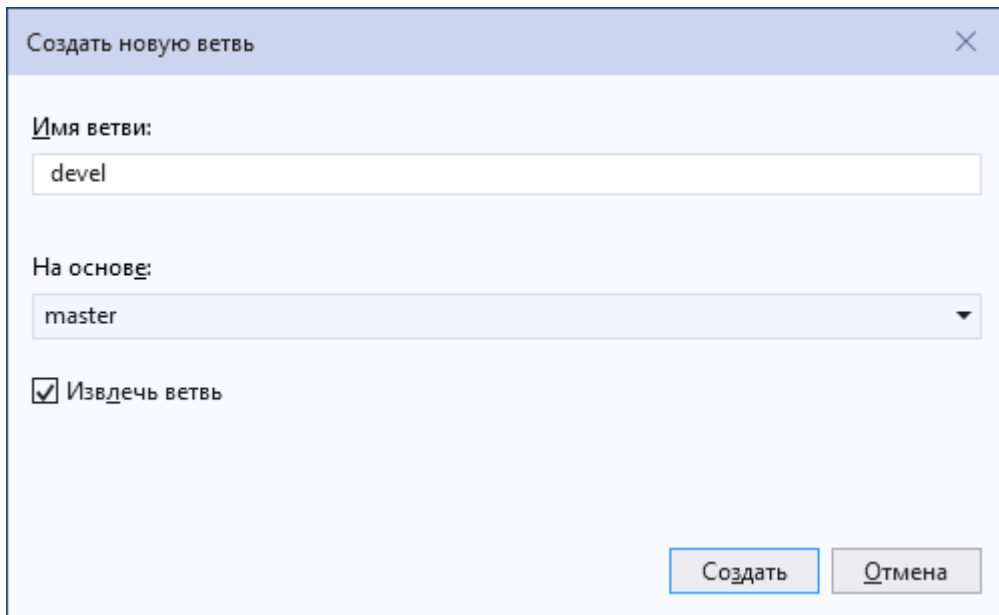 Создать новую ветвь
Имя ветви:
devel
На основе:
master
Извлечь ветвь
Создать
Отмена